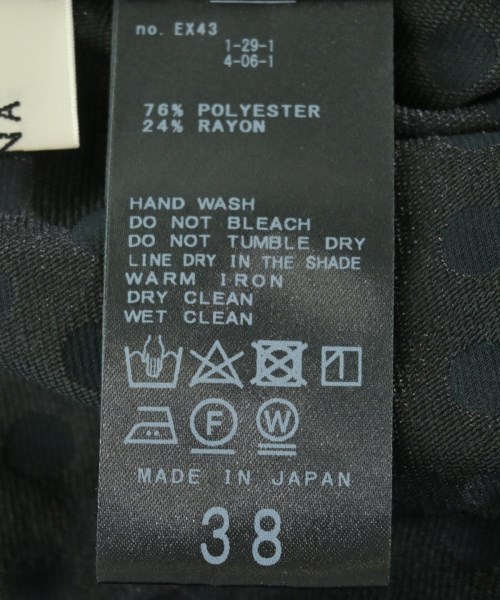 NA
no. EX43
1-29-1
4-06-1
76% POLYESTER
24% RAYON
HAND WASH
DO NOT BLEACH
DO NOT TUMBLE DRY
LINE DRY IN THE SHADE
WARM IRON
DRY CLEAN
WET CLEAN
F W
MADE IN JAPAN
38